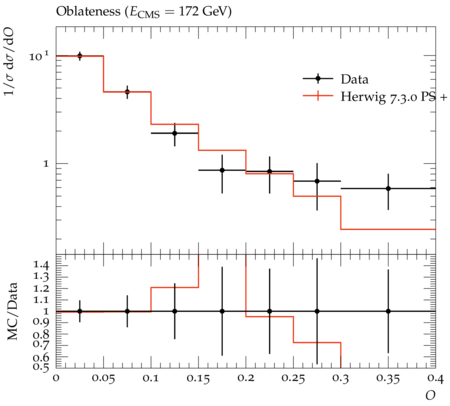 Oblateness (E_CMS = 172 GeV)
1/σ dσ/dO
10^1
1
Data
Herwig 7.3.0 PS +
MC/Data
1.4
1.3
1.2
1.1
1
0.9
0.8
0.7
0.6
0.5
0 0.05 0.1 0.15 0.2 0.25 0.3 0.35 0.4
O